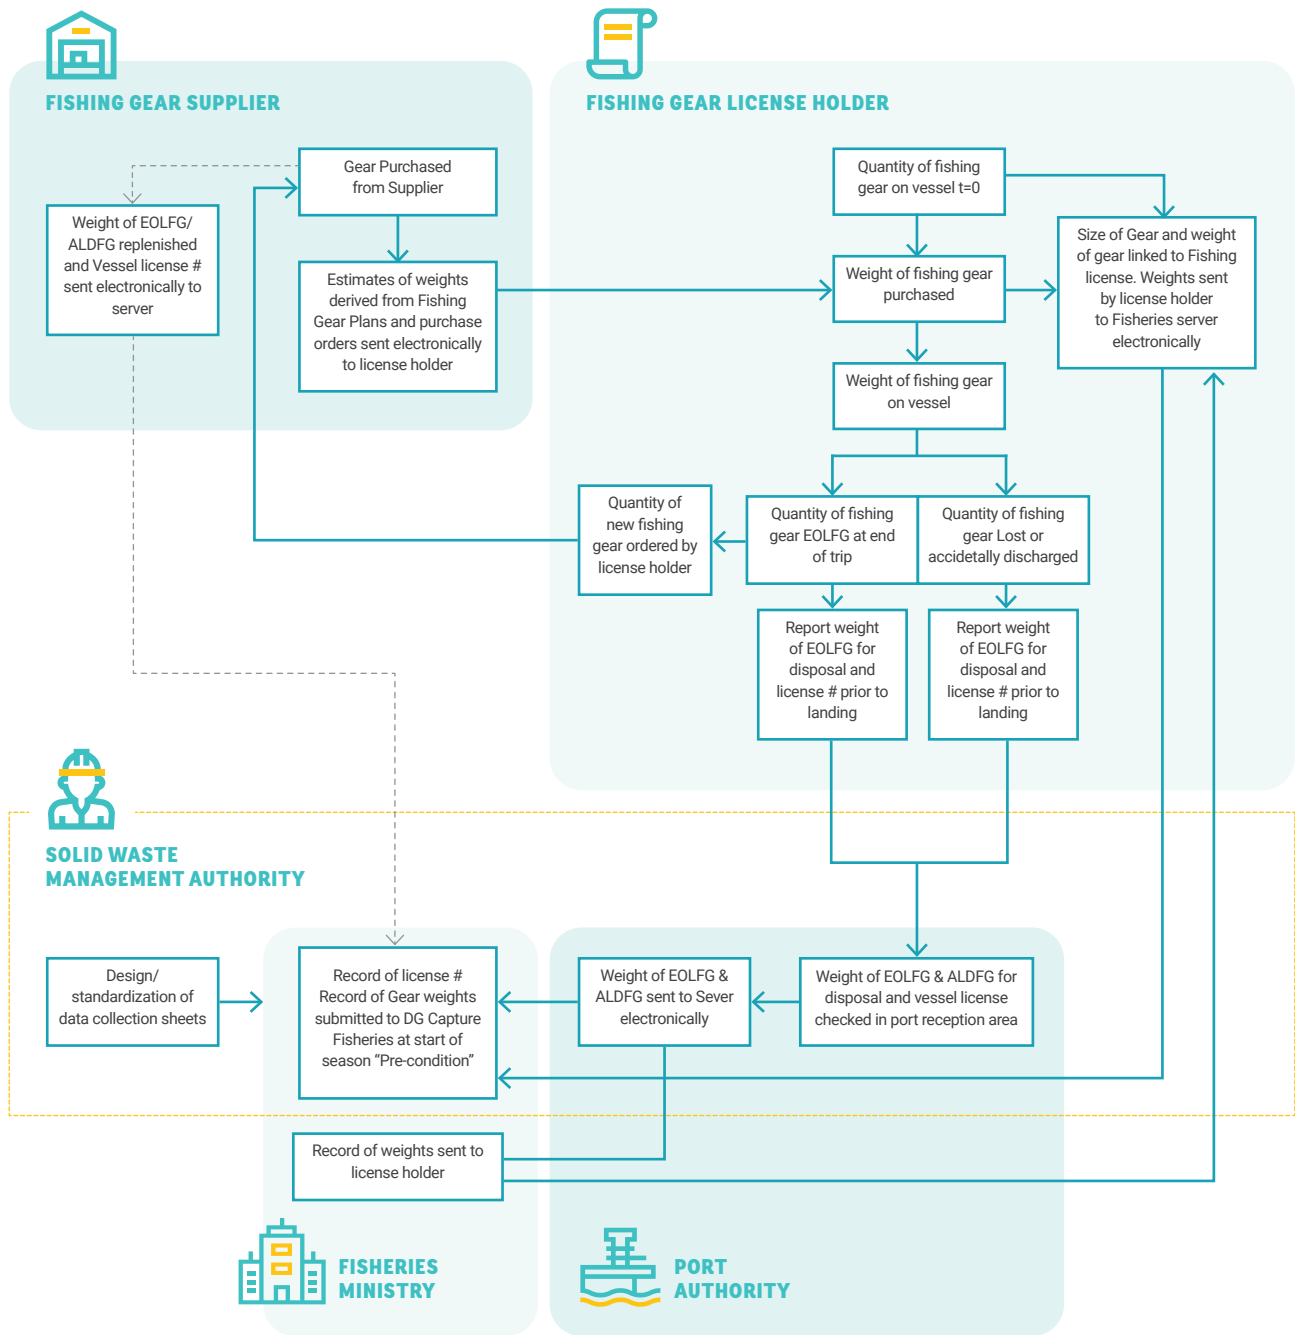 FISHING GEAR SUPPLIER
Gear Purchased
from Supplier
Weight of EOLFG/
ALDFG replenished
and Vessel license #
sent electronically to
server
Estimates of weights
derived from Fishing
Gear Plans and purchase
orders sent electronically
to license holder
FISHING GEAR LICENSE HOLDER
Quantity of fishing
gear on vessel t=0
Weight of fishing gear
purchased
Size of Gear and weight
of gear linked to Fishing
license. Weights sent
by license holder
to Fisheries server
electronically
Weight of fishing gear
on vessel
Quantity of
new fishing
gear ordered by
license holder
Quantity of fishing
gear EOLFG at end
of trip
Quantity of fishing
gear Lost or
accidetally discharged
Report weight
of EOLFG for
disposal and
license # prior to
landing
Report weight
of EOLFG for
disposal and
license # prior to
landing
SOLID WASTE
MANAGEMENT AUTHORITY
Design/
standardization of
data collection sheets
Record of license #
Record of Gear weights
submitted to DG Capture
Fisheries at start of
season “Pre-condition”
Weight of EOLFG &
ALDFG sent to Sever
electronically
Weight of EOLFG & ALDFG for
disposal and vessel license
checked in port reception area
Record of weights sent to
license holder
FISHERIES
MINISTRY
PORT
AUTHORITY